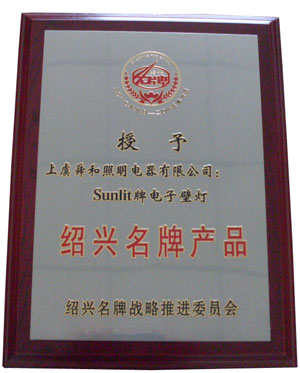 授予
上虞舜和照明电器有限公司：
Sunlit牌电子壁灯
绍兴名牌产品
绍兴名牌战略推进委员会